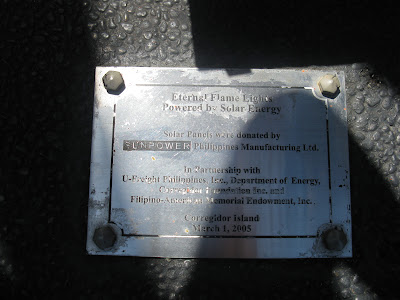 Eternal Flame Lights
Powered by Solar Energy
Solar Panels were donated by
SUNPOWER Philippines Manufacturing Ltd.
In Partnership with
U-Freight Philippines, Inc., Department of Energy,
Corregidor Foundation Inc. and
Filipino-American Memorial Endowment, Inc.
Corregidor Island
March 1, 2005